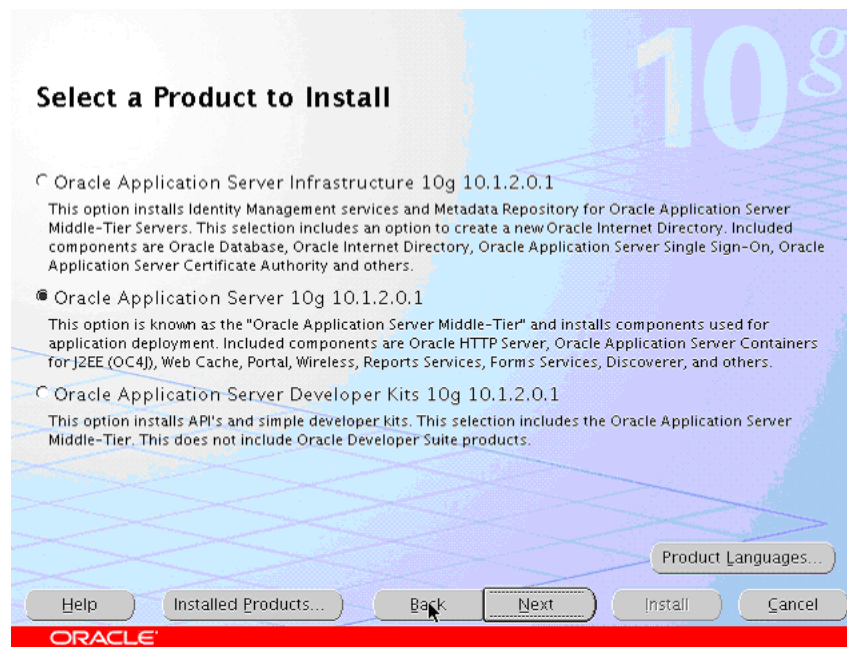 10g
Select a Product to Install
Oracle Application Server Infrastructure 10g 10.1.2.0.1
This option installs Identity Management services and Metadata Repository for Oracle Application Server
Middle-Tier Servers. This selection includes an option to create a new Oracle Internet Directory. Included
components are Oracle Database, Oracle Internet Directory, Oracle Application Server Single Sign-On, Oracle
Application Server Certificate Authority and others.
Oracle Application Server 10g 10.1.2.0.1
This option is known as the "Oracle Application Server Middle-Tier" and installs components used for
application deployment. Included components are Oracle HTTP Server, Oracle Application Server Containers
for J2EE (OC4J), Web Cache, Portal, Wireless, Reports Services, Forms Services, Discoverer, and others.
Oracle Application Server Developer Kits 10g 10.1.2.0.1
This option installs API's and simple developer kits. This selection includes the Oracle Application Server
Middle-Tier. This does not include Oracle Developer Suite products.
Product Languages...
Help Installed Products... Back Next Install Cancel
ORACLE